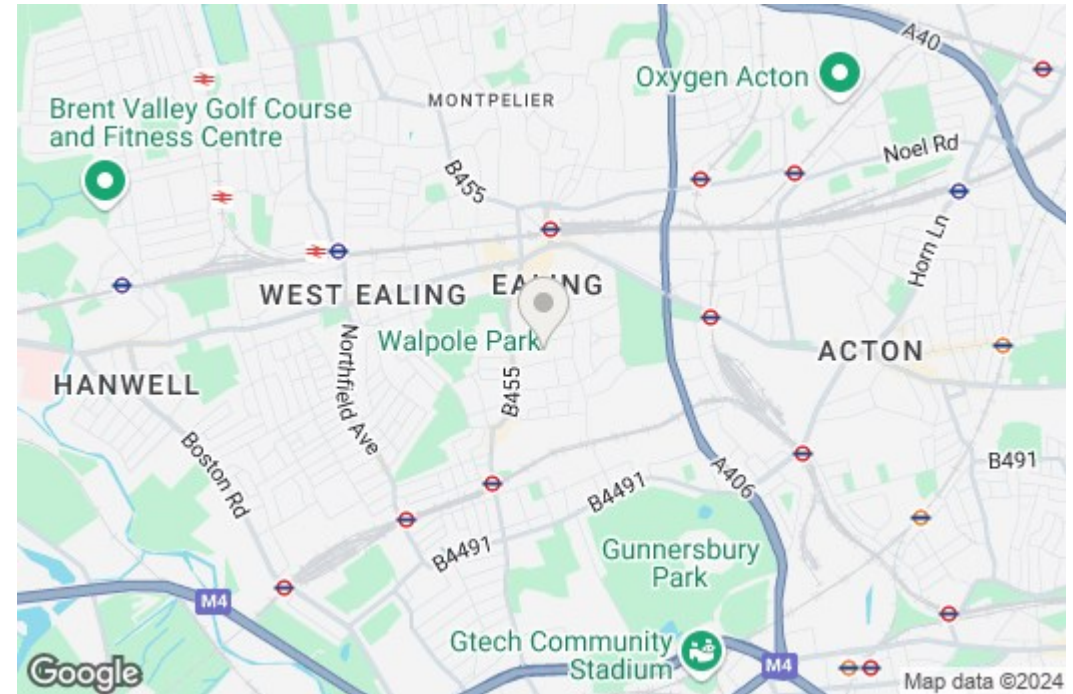 A40
Oxygen Acton
MONTPELIER
Brent Valley Golf Course
and Fitness Centre
Noel Rd
B455
Horn Ln
WEST EALING
EALING
Walpole Park
ACTON
HANWELL
Northfield Ave
B455
Boston Rd
B491
A406
B4491
B4491
Gunnersbury
Park
M4
Gtech Community
Stadium
M4
Google
Map data ©2024